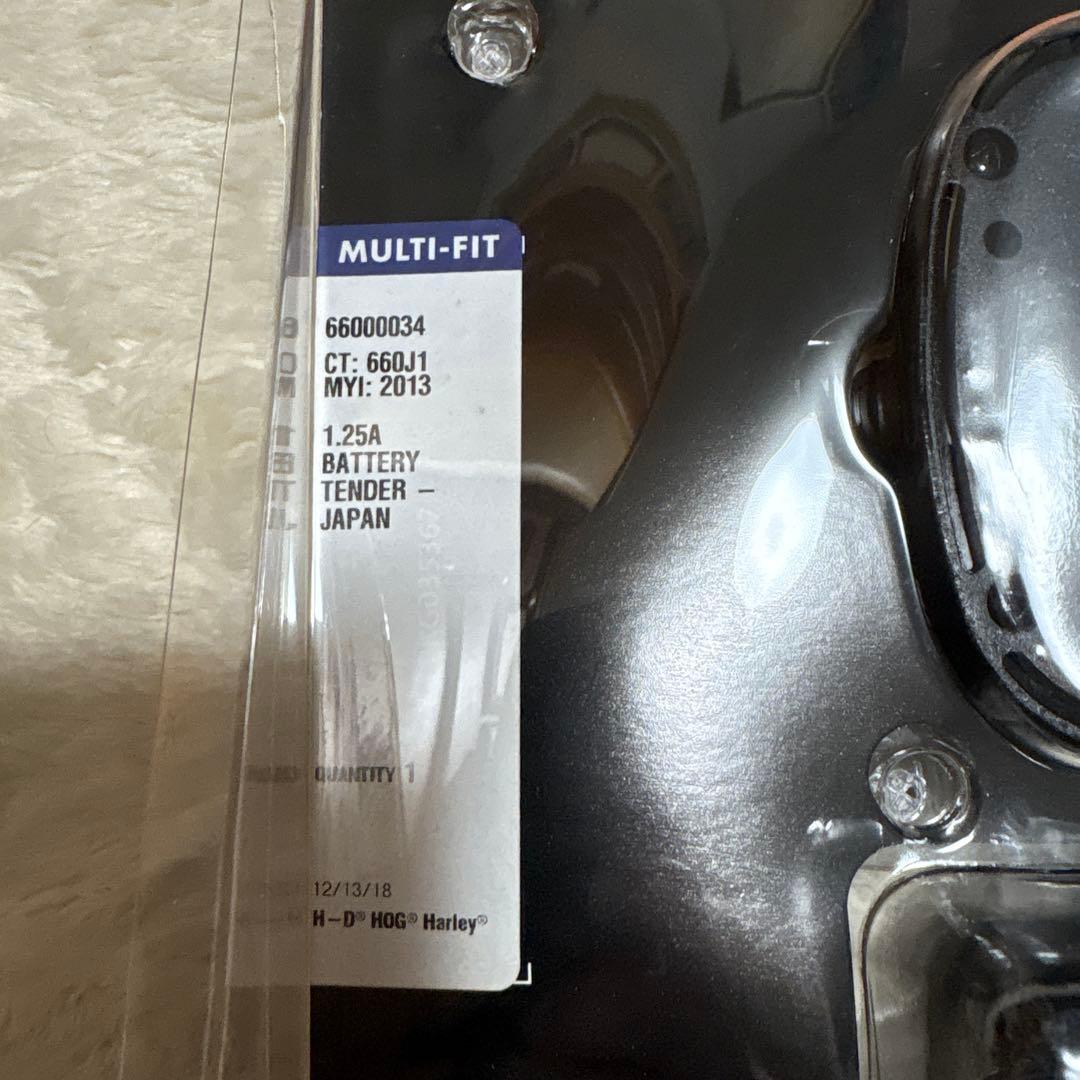 MULTI-FIT
66000034
CT: 660J1
MYI: 2013
1.25A
BATTERY
TENDER –
JAPAN
QUANTITY 1
12/13/18
H–D® HOG® Harley®